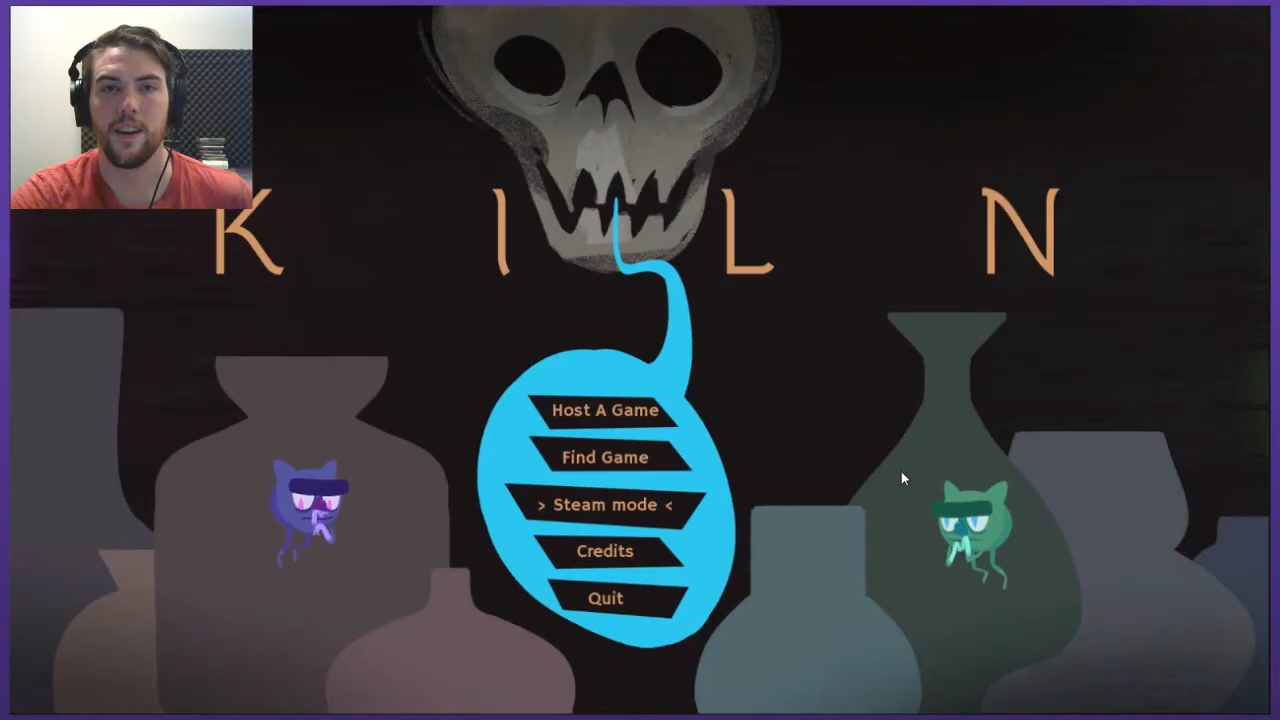 K I L N
Host A Game
Find Game
> Steam mode <
Credits
Quit